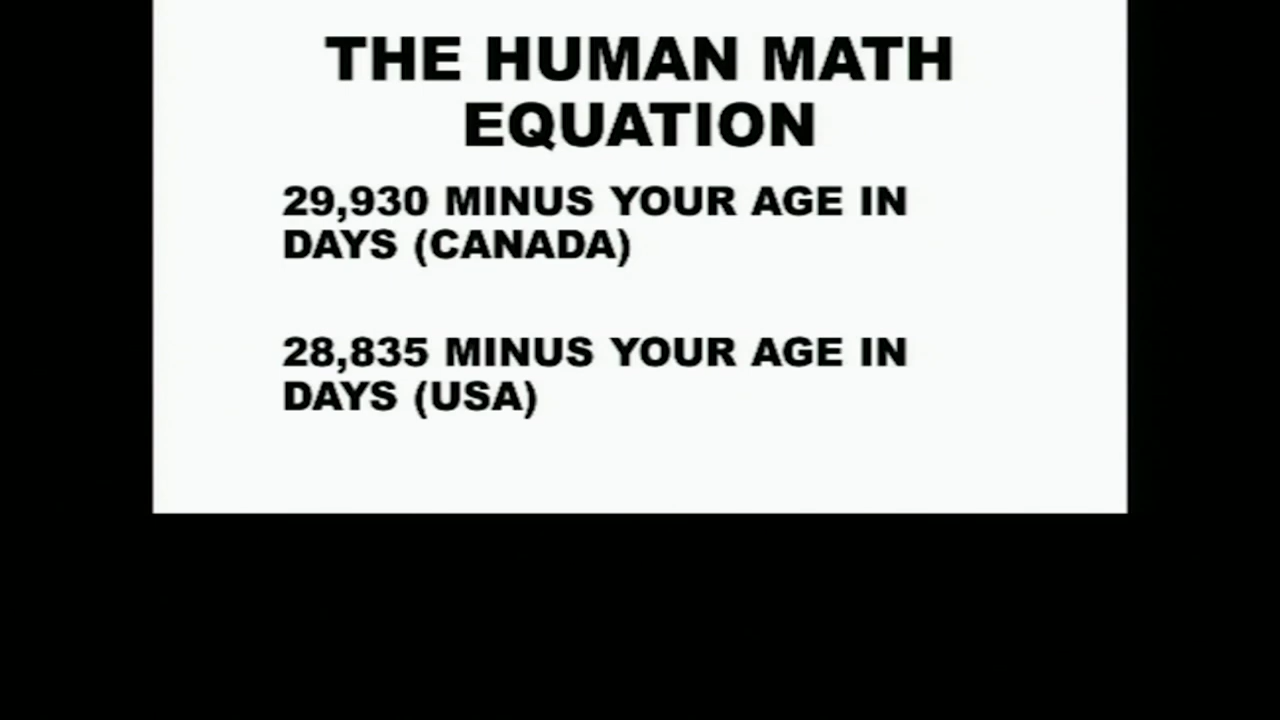 THE HUMAN MATH
EQUATION
29,930 MINUS YOUR AGE IN
DAYS (CANADA)
28,835 MINUS YOUR AGE IN
DAYS (USA)